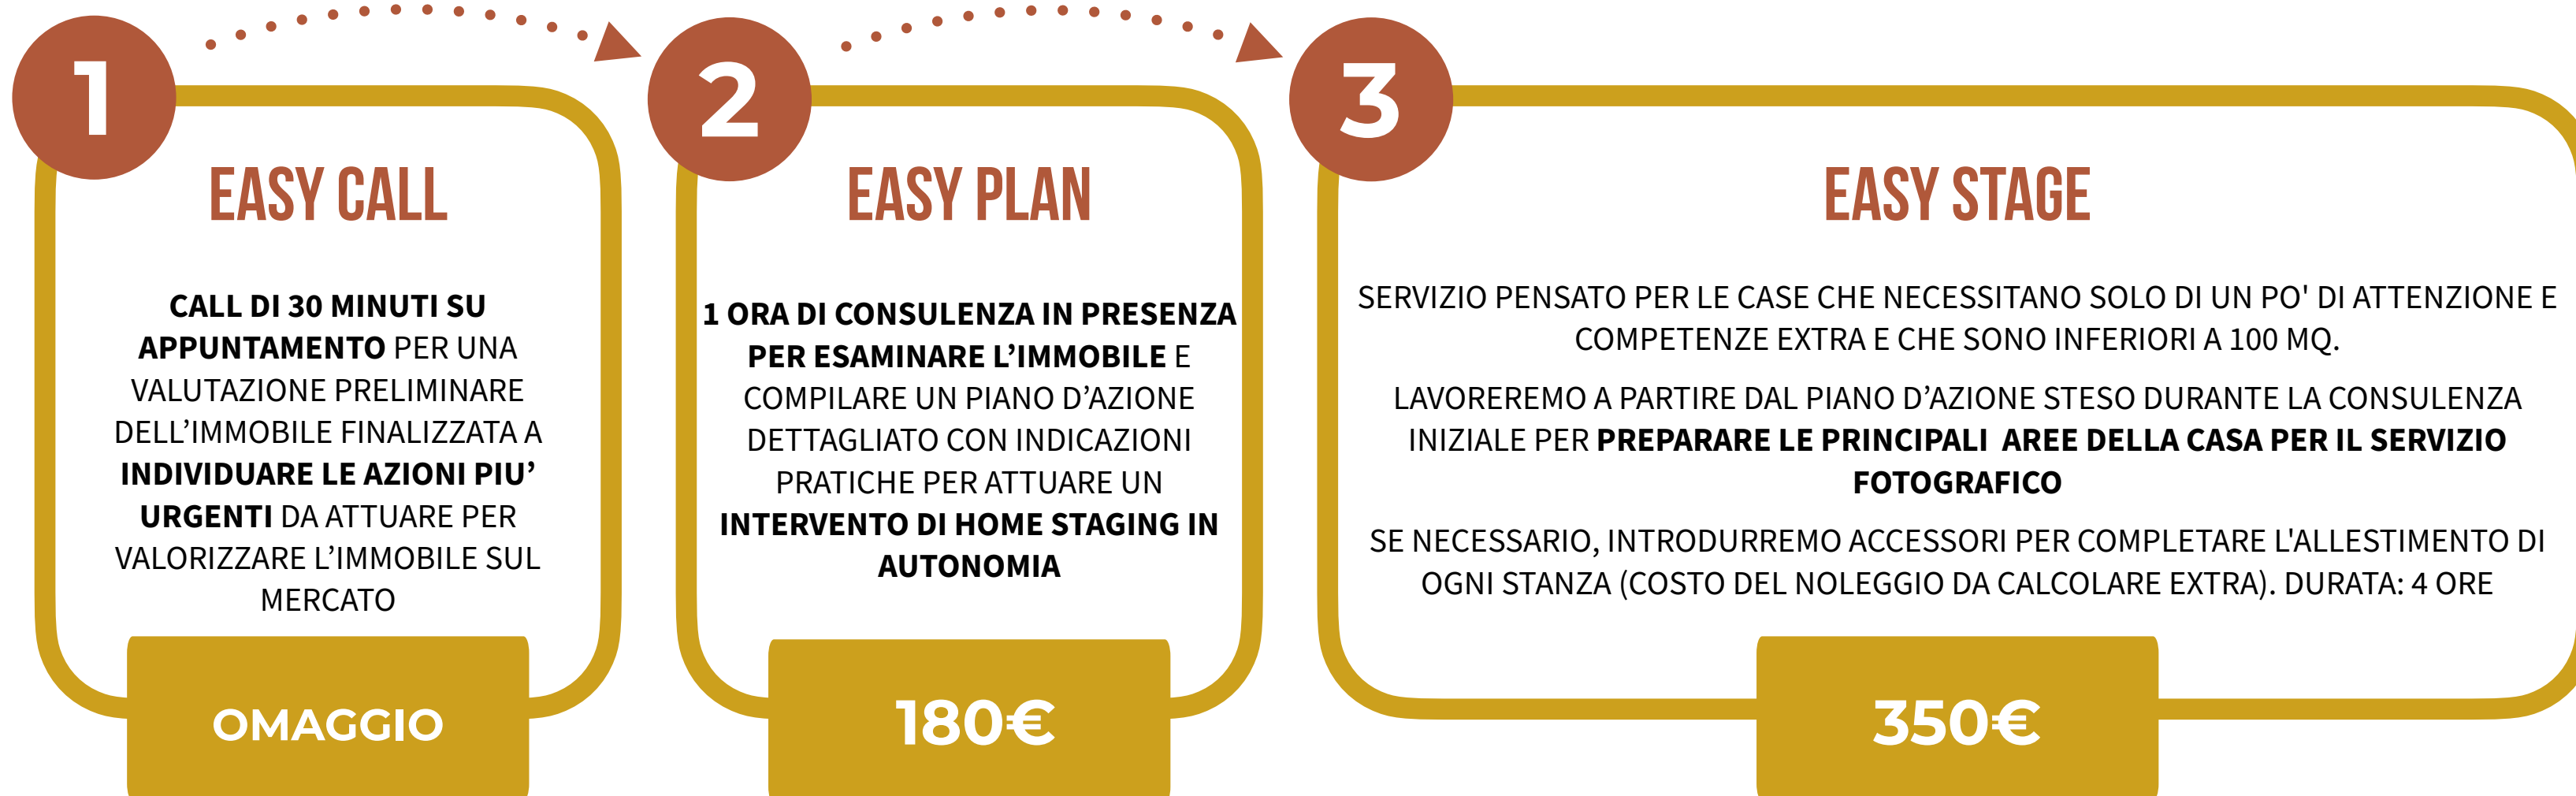 1
EASY CALL
CALL DI 30 MINUTI SU
APPUNTAMENTO PER UNA
VALUTAZIONE PRELIMINARE
DELL’IMMOBILE FINALIZZATA A
INDIVIDUARE LE AZIONI PIU’
URGENTI DA ATTUARE PER
VALORIZZARE L’IMMOBILE SUL
MERCATO
OMAGGIO
2
EASY PLAN
1 ORA DI CONSULENZA IN PRESENZA
PER ESAMINARE L’IMMOBILE E
COMPILARE UN PIANO D’AZIONE
DETTAGLIATO CON INDICAZIONI
PRATICHE PER ATTUARE UN
INTERVENTO DI HOME STAGING IN
AUTONOMIA
180€
3
EASY STAGE
SERVIZIO PENSATO PER LE CASE CHE NECESSITANO SOLO DI UN PO' DI ATTENZIONE E
COMPETENZE EXTRA E CHE SONO INFERIORI A 100 MQ.
LAVOREREMO A PARTIRE DAL PIANO D’AZIONE STESO DURANTE LA CONSULENZA
INIZIALE PER PREPARARE LE PRINCIPALI AREE DELLA CASA PER IL SERVIZIO
FOTOGRAFICO
SE NECESSARIO, INTRODURREMO ACCESSORI PER COMPLETARE L'ALLESTIMENTO DI
OGNI STANZA (COSTO DEL NOLEGGIO DA CALCOLARE EXTRA). DURATA: 4 ORE
350€